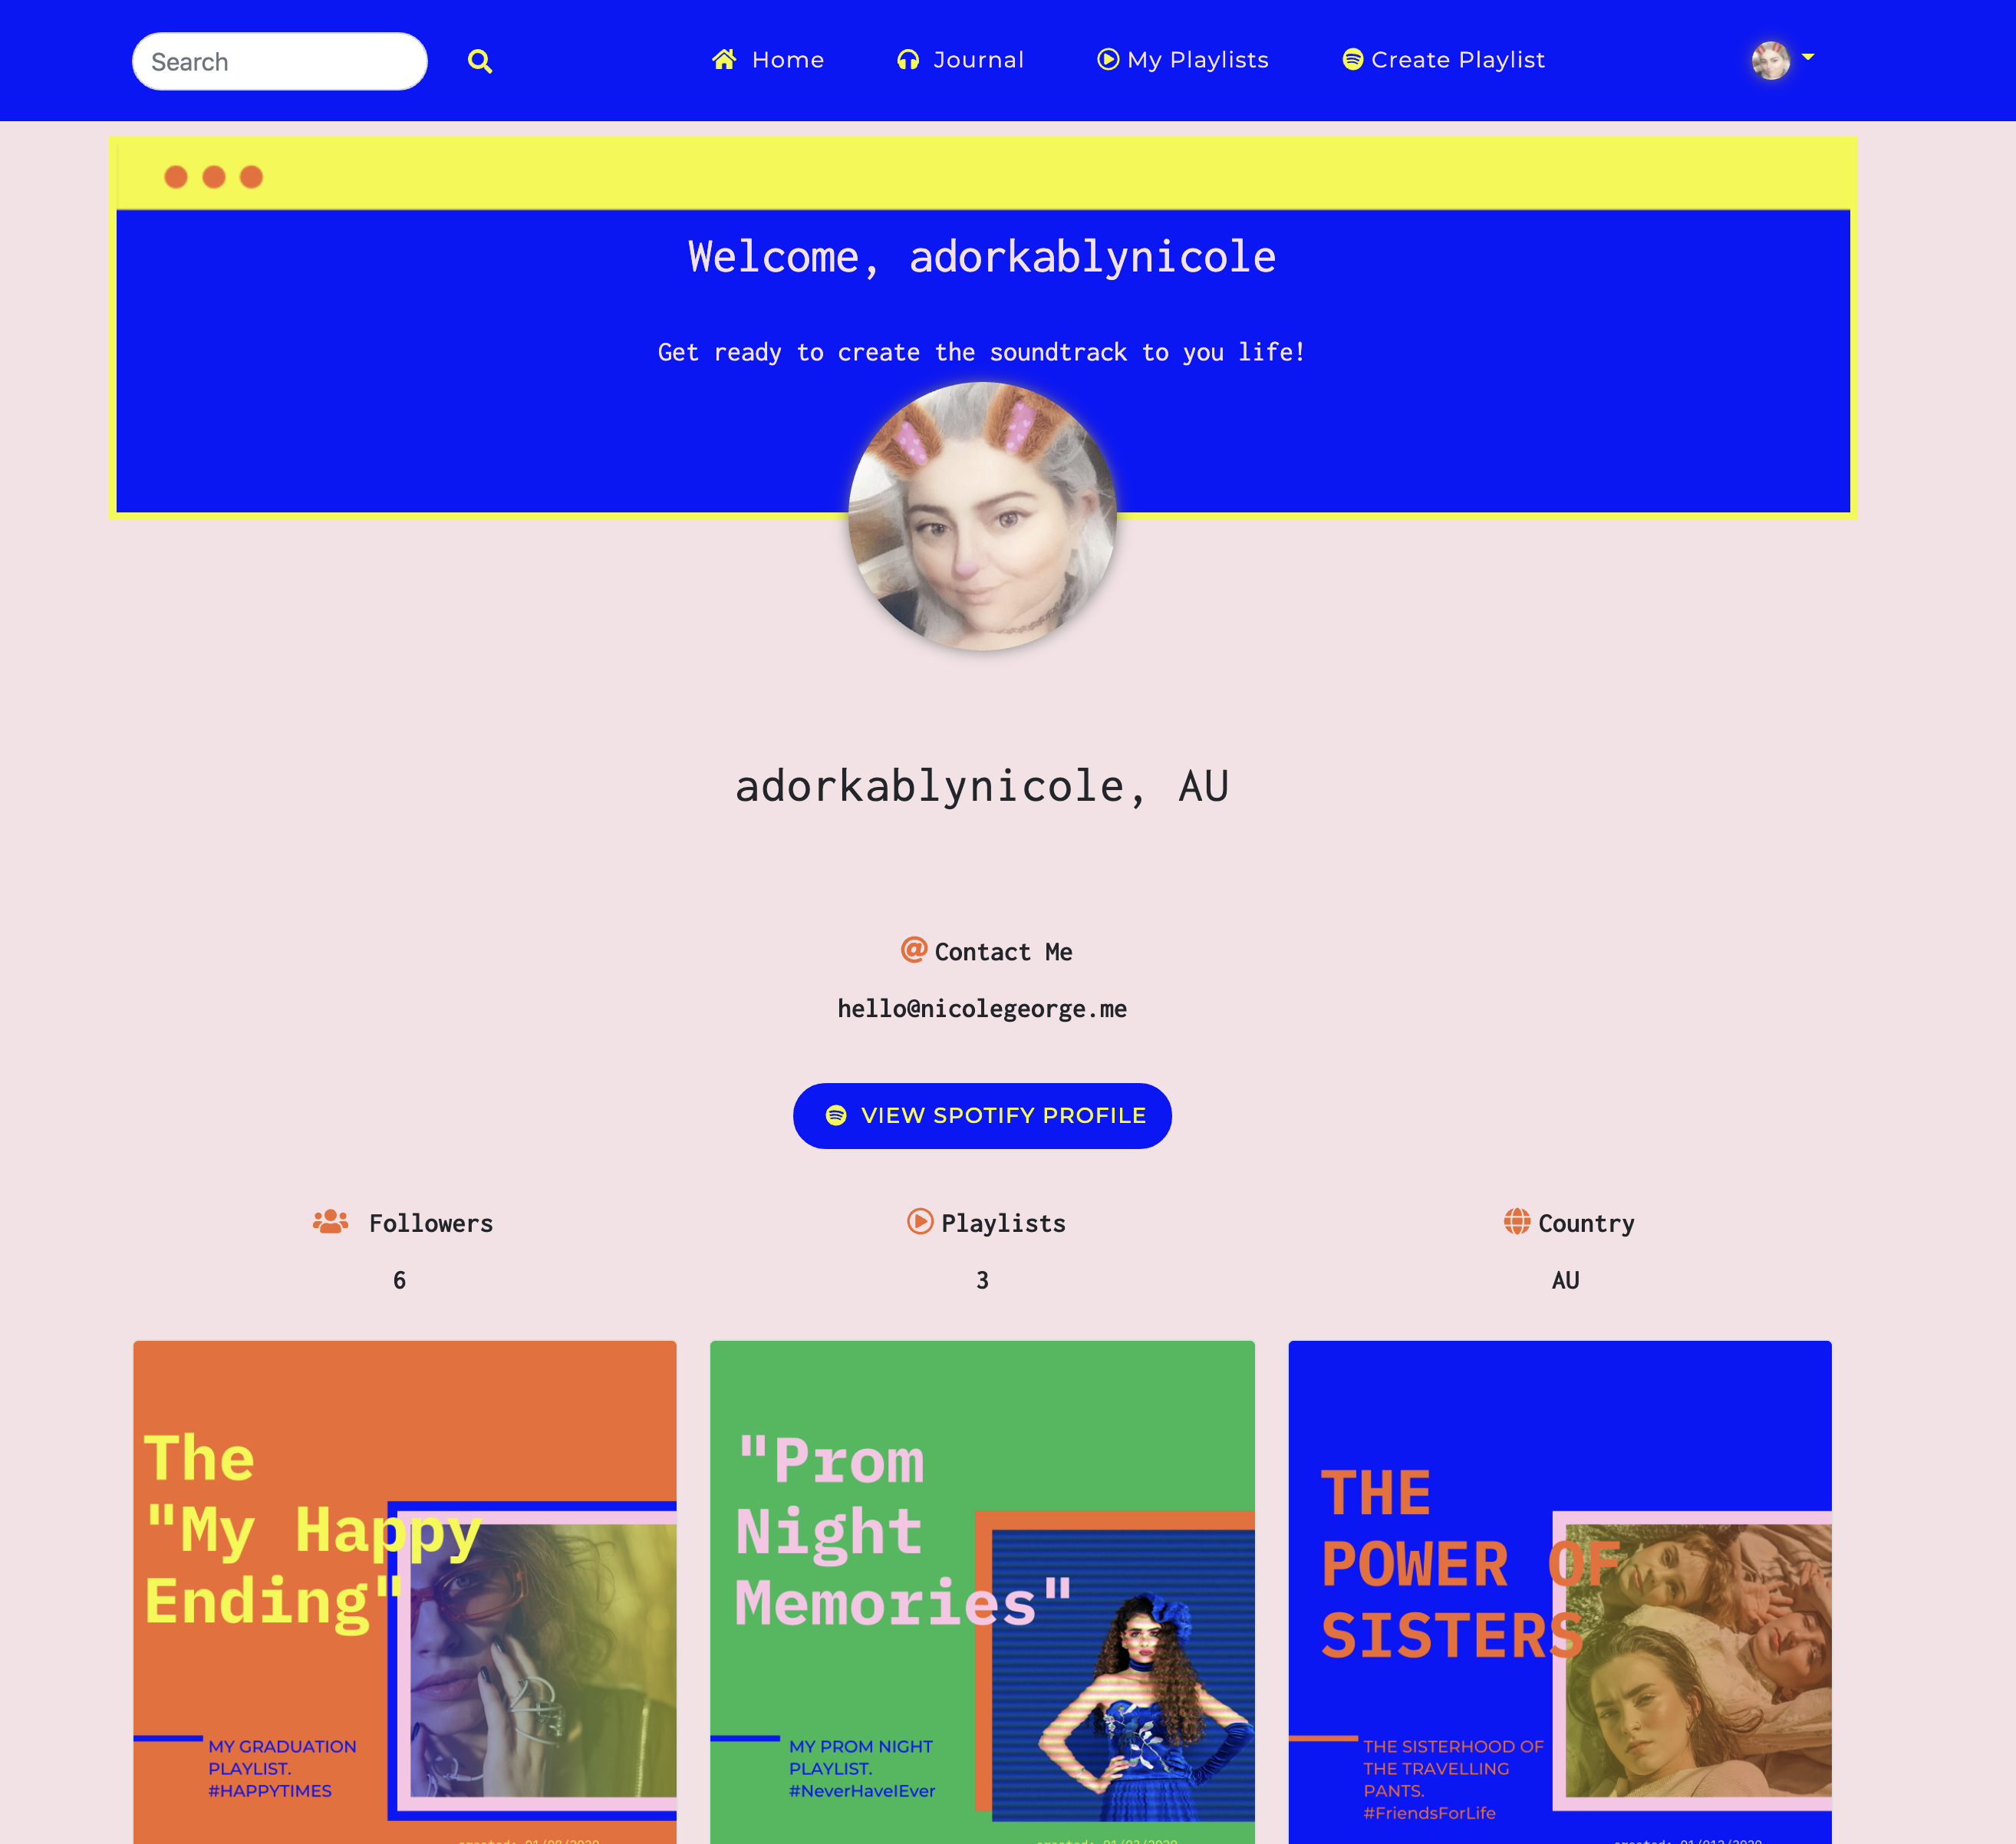 Search
Home
Journal
My Playlists
Create Playlist
Welcome, adorkablynicole
Get ready to create the soundtrack to you life!
adorkablynicole, AU
@ Contact Me
hello@nicolegeorge.me
VIEW SPOTIFY PROFILE
Followers
6
Playlists
3
Country
AU
The
"My Happy
Ending"
MY GRADUATION
PLAYLIST.
#HAPPYTIMES
"Prom
Night
Memories"
MY PROM NIGHT
PLAYLIST.
#NeverHaveIEver
THE
POWER OF
SISTERS
THE SISTERHOOD OF
THE TRAVELLING
PANTS.
#FriendsForLife